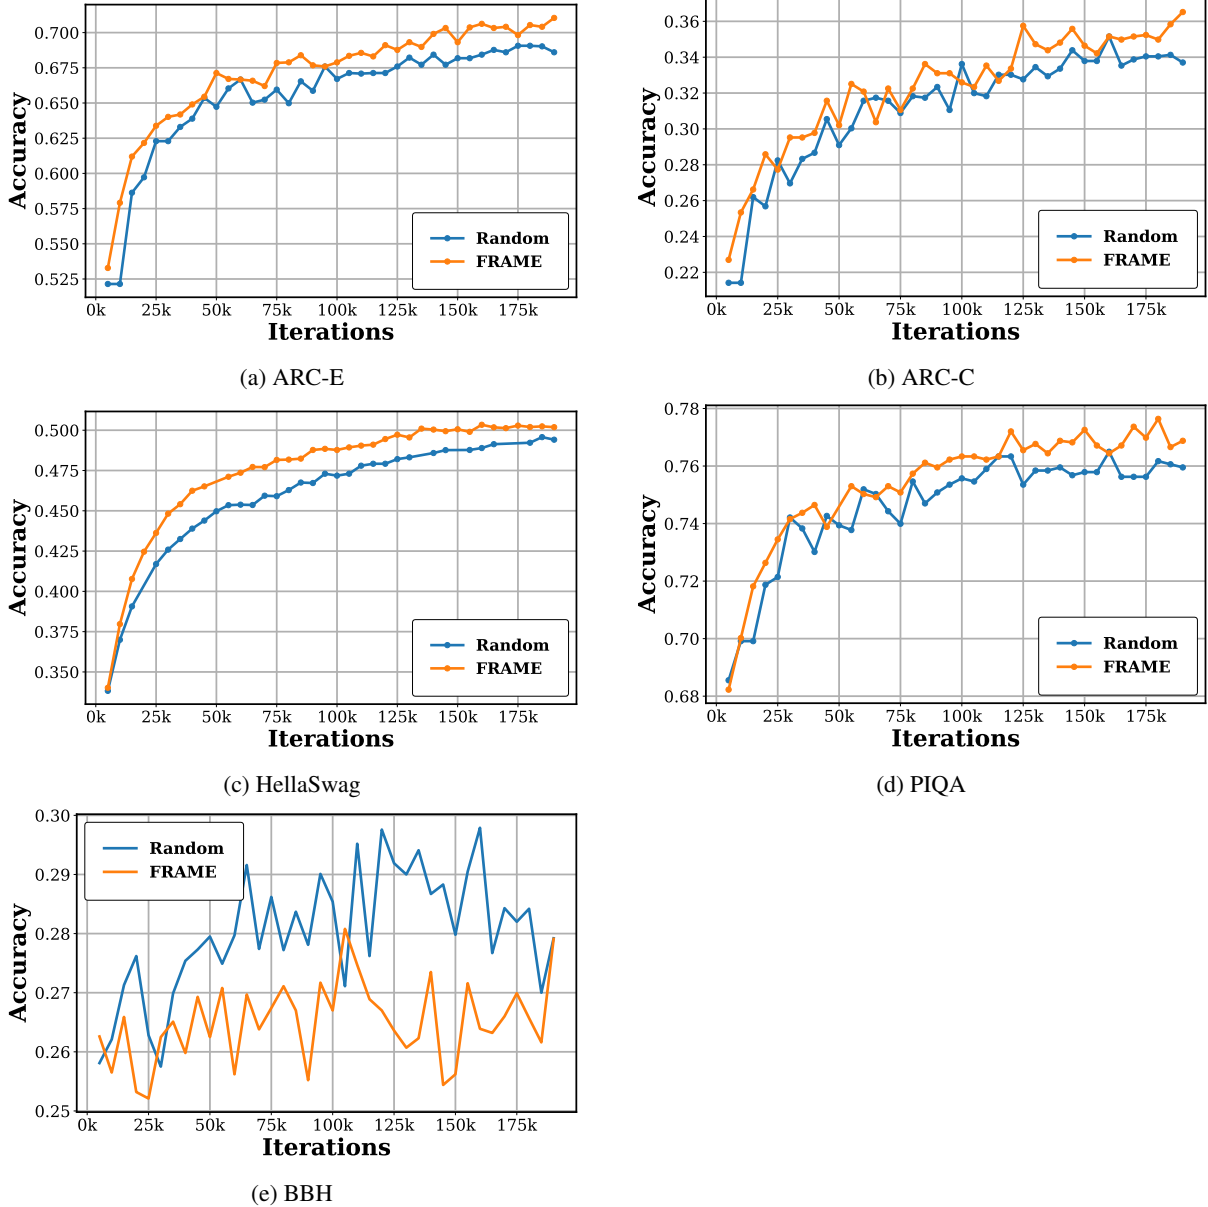 0.700
0.675
0.650
0.625
0.600
0.575
0.550
0.525
Accuracy
Random
FRAME
0k 25k 50k 75k 100k 125k 150k 175k
Iterations
(a) ARC-E
0.36
0.34
0.32
0.30
0.28
0.26
0.24
0.22
Accuracy
Random
FRAME
0k 25k 50k 75k 100k 125k 150k 175k
Iterations
(b) ARC-C
0.500
0.475
0.450
0.425
0.400
0.375
0.350
Accuracy
Random
FRAME
0k 25k 50k 75k 100k 125k 150k 175k
Iterations
(c) HellaSwag
0.78
0.76
0.74
0.72
0.70
0.68
Accuracy
Random
FRAME
0k 25k 50k 75k 100k 125k 150k 175k
Iterations
(d) PIQA
0.30
0.29
0.28
0.27
0.26
0.25
Accuracy
Random
FRAME
0k 25k 50k 75k 100k 125k 150k 175k
Iterations
(e) BBH